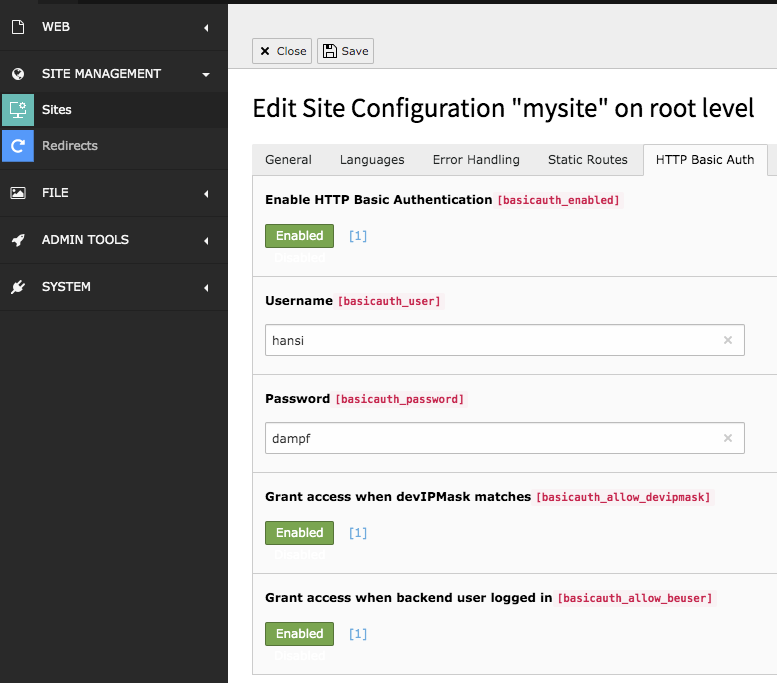 WEB
SITE MANAGEMENT
Sites
Redirects
FILE
ADMIN TOOLS
SYSTEM
Close Save
Edit Site Configuration "mysite" on root level
General Languages Error Handling Static Routes HTTP Basic Auth
Enable HTTP Basic Authentication [basicauth_enabled]
Enabled [1]
Disabled
Username [basicauth_user]
hansi
Password [basicauth_password]
dampf
Grant access when devIPMask matches [basicauth_allow_devipmask]
Enabled [1]
Disabled
Grant access when backend user logged in [basicauth_allow_beuser]
Enabled [1]
Disabled